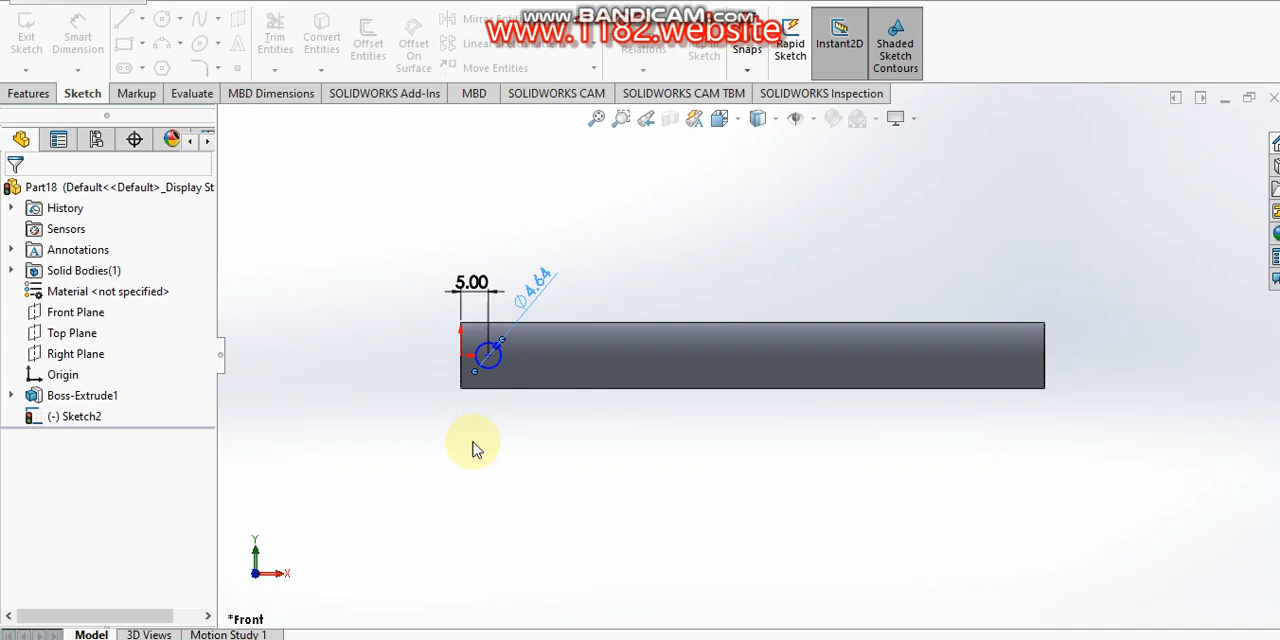 www.BANDICAM.com
www.1182.website
Exit Sketch
Smart Dimension
Trim Entities
Convert Entities
Offset Entities
Offset On Surface
Mirror Entities
Linear Sketch Pattern
Move Entities
Relations
Repair Sketch
Snaps
Rapid Sketch
Instant2D
Shaded Sketch Contours
Features
Sketch
Markup
Evaluate
MBD Dimensions
SOLIDWORKS Add-Ins
MBD
SOLIDWORKS CAM
SOLIDWORKS CAM TBM
SOLIDWORKS Inspection
Part18 (Default<<Default>_Display St
History
Sensors
Annotations
Solid Bodies(1)
Material <not specified>
Front Plane
Top Plane
Right Plane
Origin
Boss-Extrude1
(-) Sketch2
5.00
∅4.64
Y
X
*Front
Model
3D Views
Motion Study 1